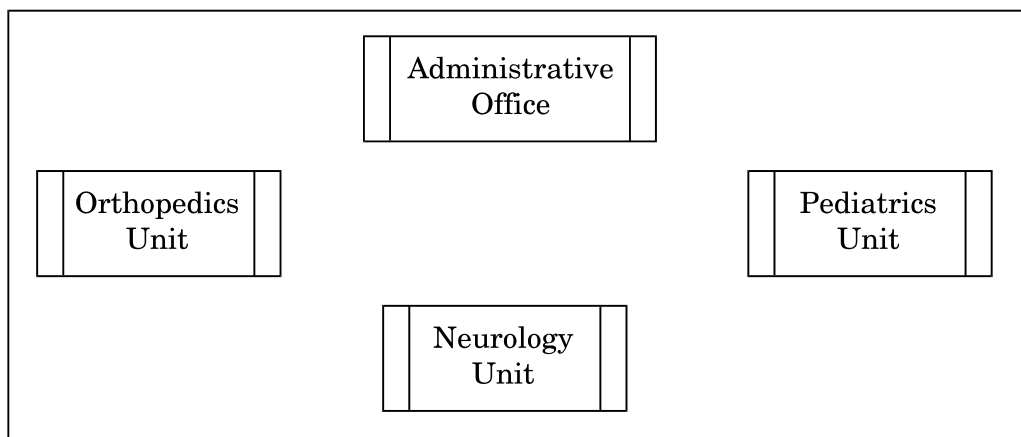 Administrative
Office
Orthopedics
Unit
Pediatrics
Unit
Neurology
Unit